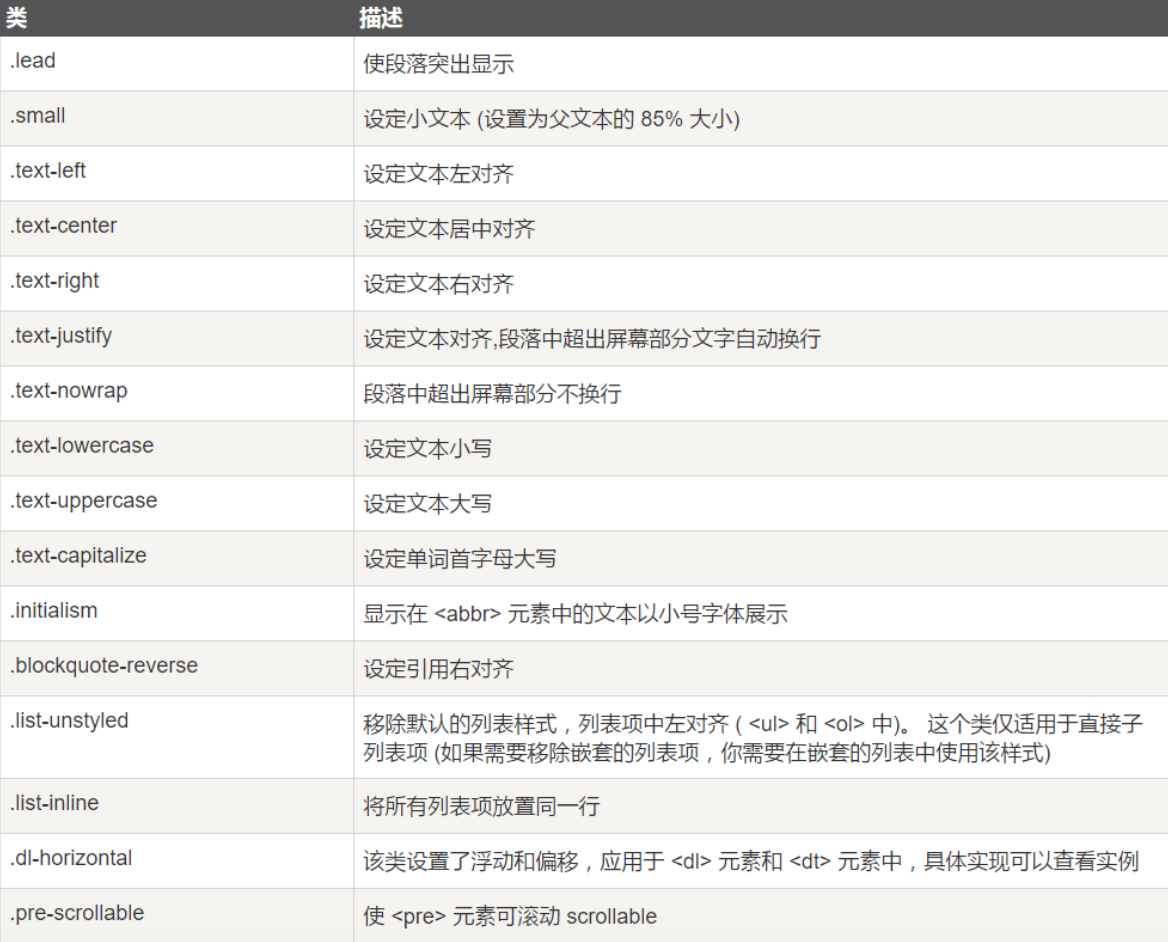 类 描述
.lead 使段落突出显示
.small 设定小文本 (设置为父文本的 85% 大小)
.text-left 设定文本左对齐
.text-center 设定文本居中对齐
.text-right 设定文本右对齐
.text-justify 设定文本对齐,段落中超出屏幕部分文字自动换行
.text-nowrap 段落中超出屏幕部分不换行
.text-lowercase 设定文本小写
.text-uppercase 设定文本大写
.text-capitalize 设定单词首字母大写
.initialism 显示在 <abbr> 元素中的文本以小号字体展示
.blockquote-reverse 设定引用右对齐
.list-unstyled 移除默认的列表样式，列表项中左对齐 ( <ul> 和 <ol> 中)。 这个类仅适用于直接子
列表项 (如果需要移除嵌套的列表项，你需要在嵌套的列表中使用该样式)
.list-inline 将所有列表项放置同一行
.dl-horizontal 该类设置了浮动和偏移，应用于 <dl> 元素和 <dt> 元素中，具体实现可以查看实例
.pre-scrollable 使 <pre> 元素可滚动 scrollable